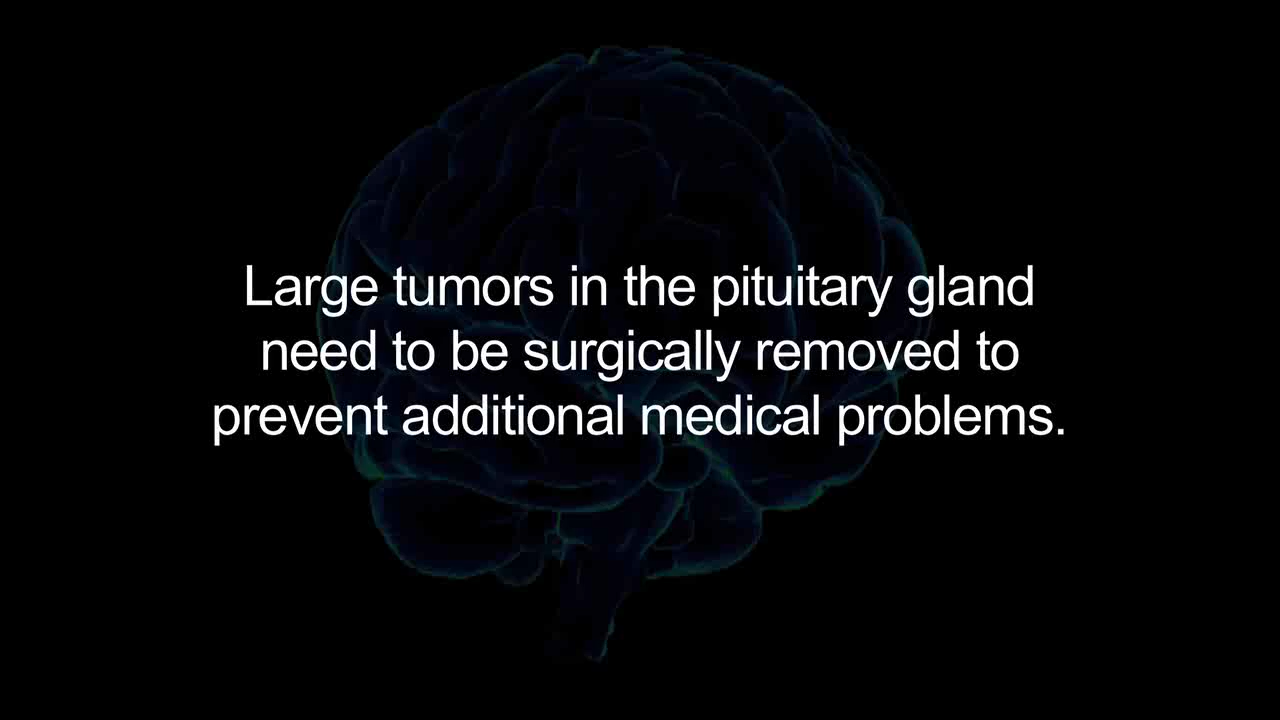 Large tumors in the pituitary gland
need to be surgically removed to
prevent additional medical problems.